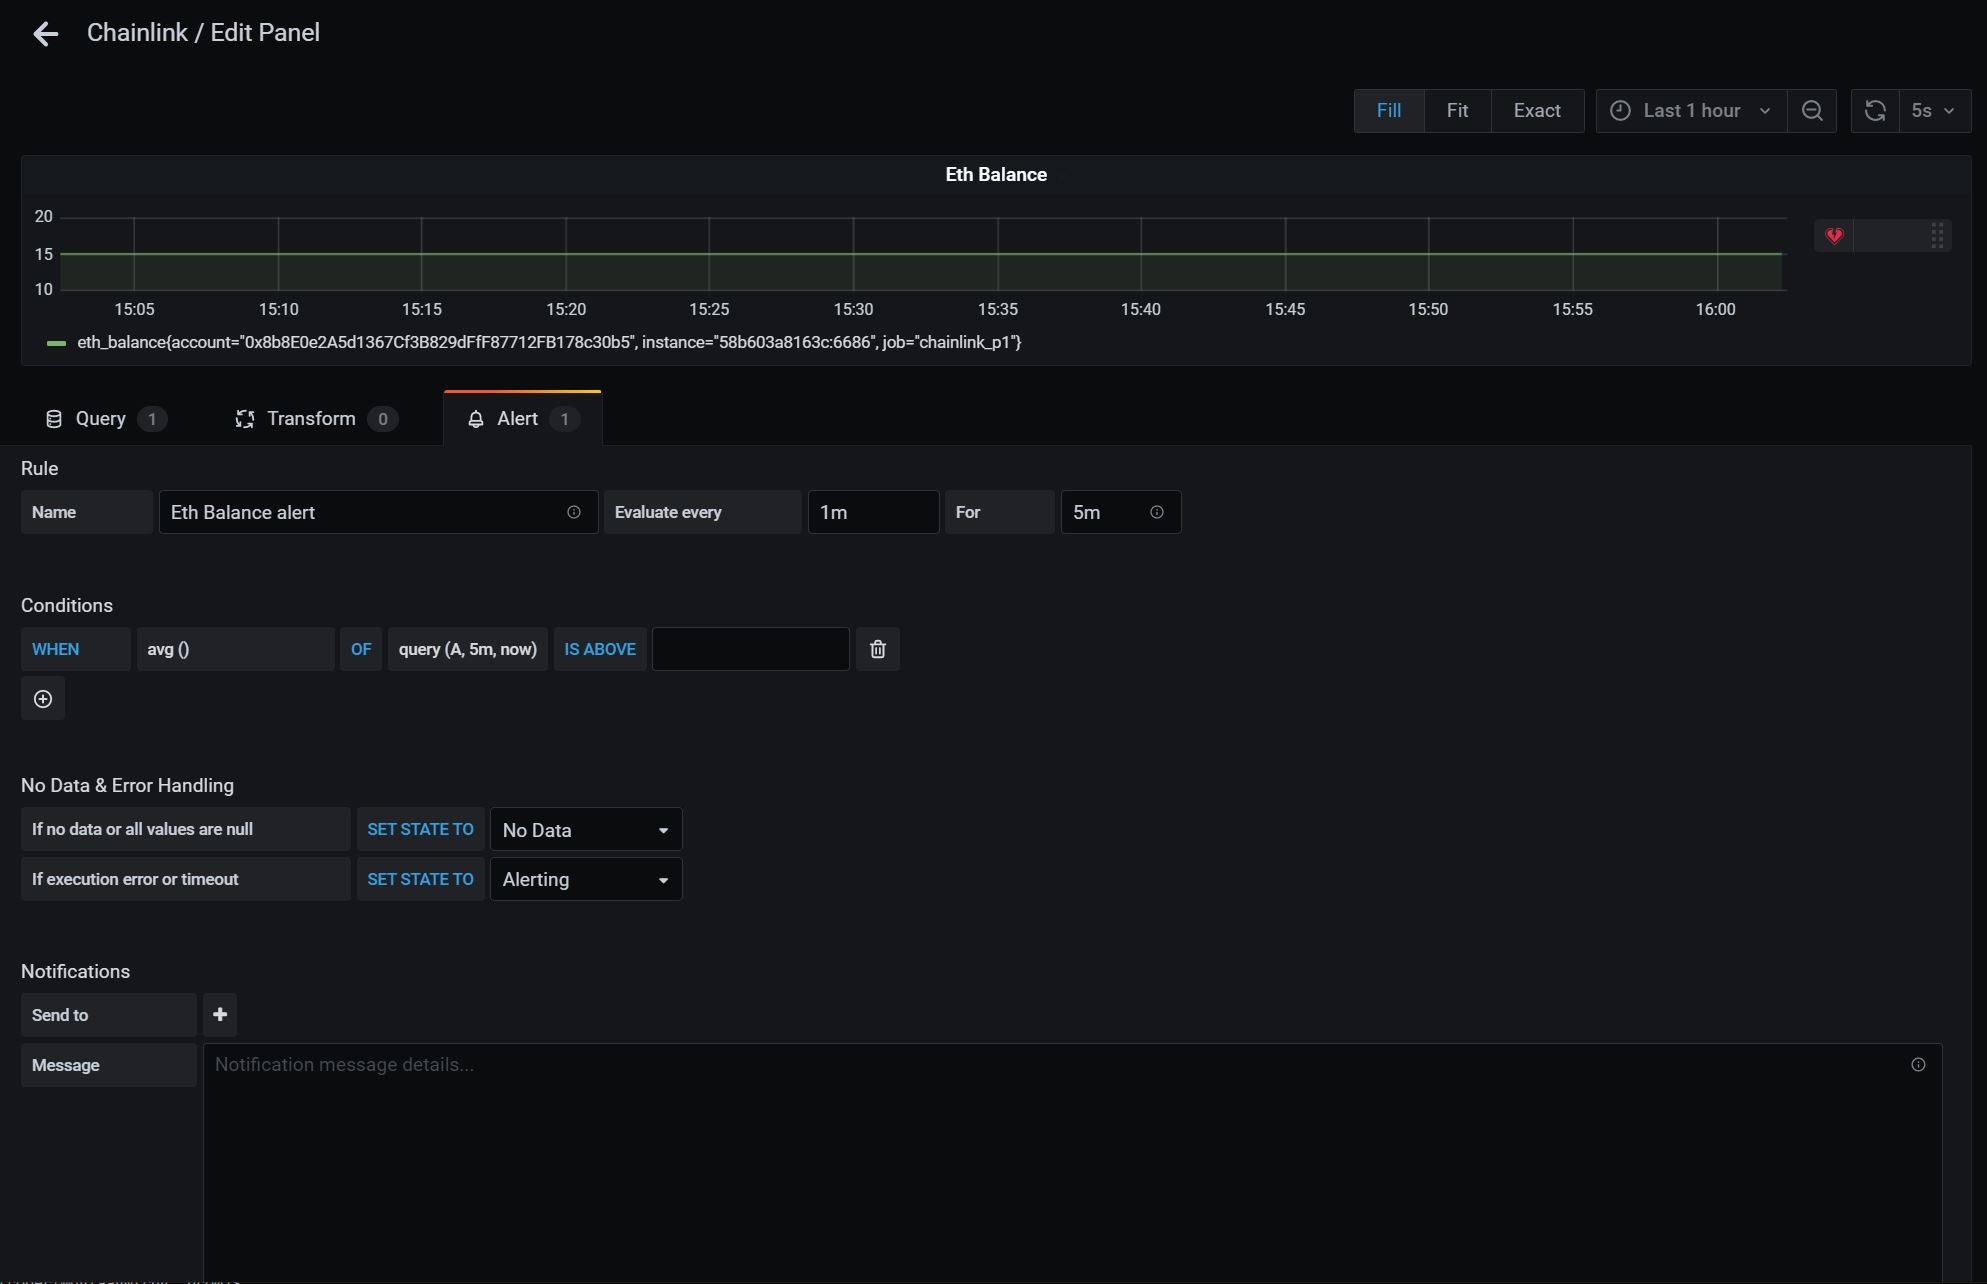 Chainlink / Edit Panel
Fill Fit Exact Last 1 hour 5s
Eth Balance
20
15
10
15:05 15:10 15:15 15:20 15:25 15:30 15:35 15:40 15:45 15:50 15:55 16:00
eth_balance{account="0x8b8E0e2A5d1367Cf3B829dFfF87712FB178c30b5", instance="58b603a8163c:6686", job="chainlink_p1"}
Query 1 Transform 0 Alert 1
Rule
Name Eth Balance alert Evaluate every 1m For 5m
Conditions
WHEN avg () OF query (A, 5m, now) IS ABOVE
No Data & Error Handling
If no data or all values are null SET STATE TO No Data
If execution error or timeout SET STATE TO Alerting
Notifications
Send to
Message Notification message details...